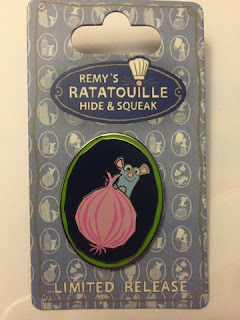 REMY'S
RATATOUILLE
HIDE & SQUEAK
LIMITED RELEASE